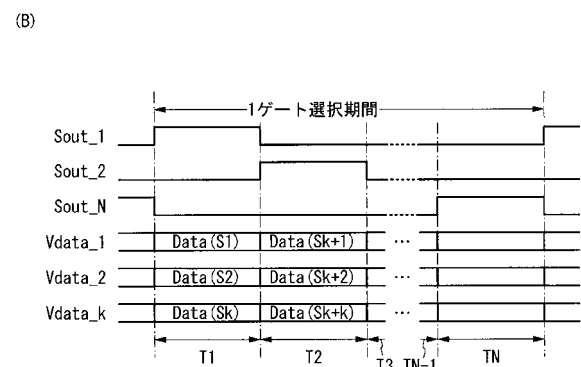 (B)
1ゲート選択期間
Sout_1
Sout_2
Sout_N
Vdata_1 Data(S1) Data(Sk+1) ...
Vdata_2 Data(S2) Data(Sk+2) ...
Vdata_k Data(Sk) Data(Sk+k) ...
T1 T2 T3 TN-1 TN